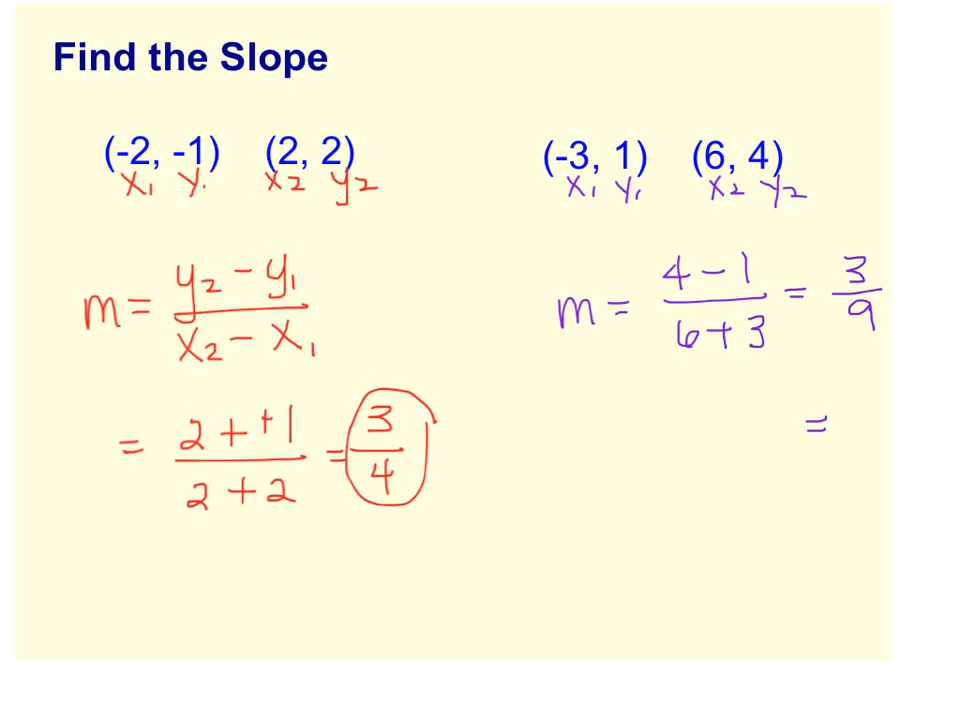 Find the Slope
(-2, -1) (2, 2)
x₁ y. x₂ y₂
m = y₂ - y₁ / x₂ - x₁
= 2 + +1 / 2 + 2 = 3/4
(-3, 1) (6, 4)
x₁ y₁ x₂ y₂
m = 4 - 1 / 6 + 3 = 3/9
=